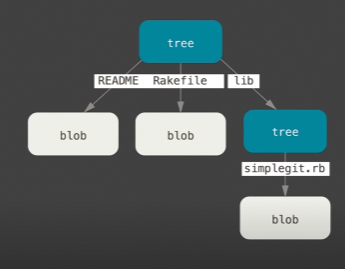 tree
README Rakefile lib
blob blob tree
simplegit.rb
blob